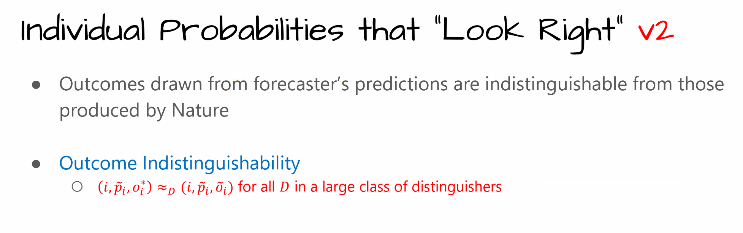 Individual Probabilities that "Look Right" v2
● Outcomes drawn from forecaster's predictions are indistinguishable from those
produced by Nature
● Outcome Indistinguishability
○ (i, p̃ᵢ, oᵢ*) ≈_D (i, p̃ᵢ, õᵢ) for all D in a large class of distinguishers